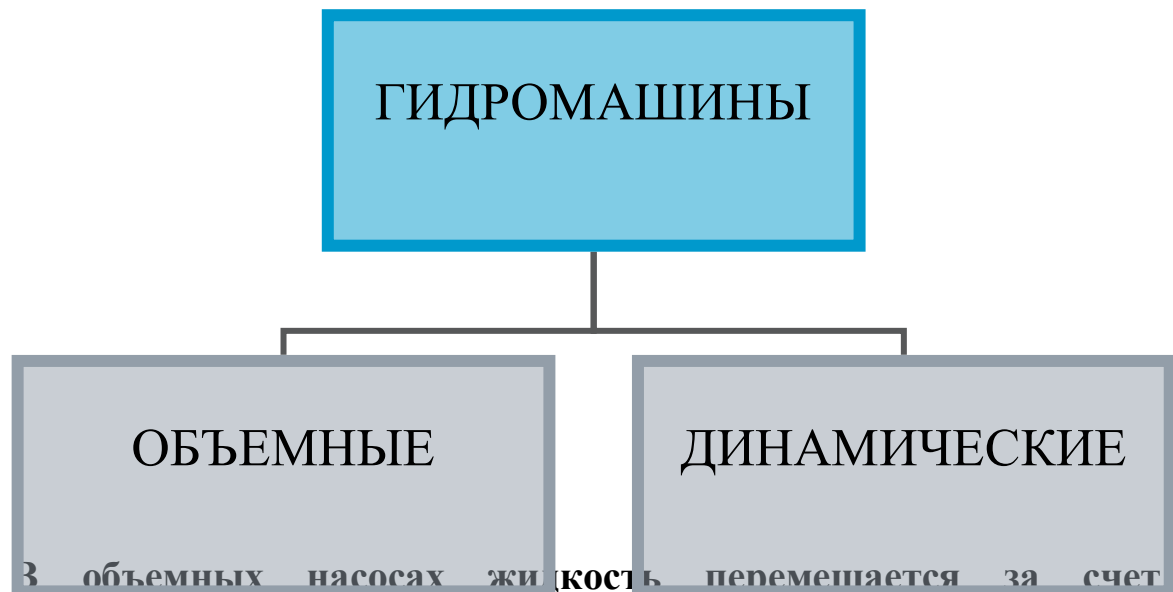 ГИДРОМАШИНЫ
ОБЪЕМНЫЕ
ДИНАМИЧЕСКИЕ
В объемных насосах жидкость перемещается за счет